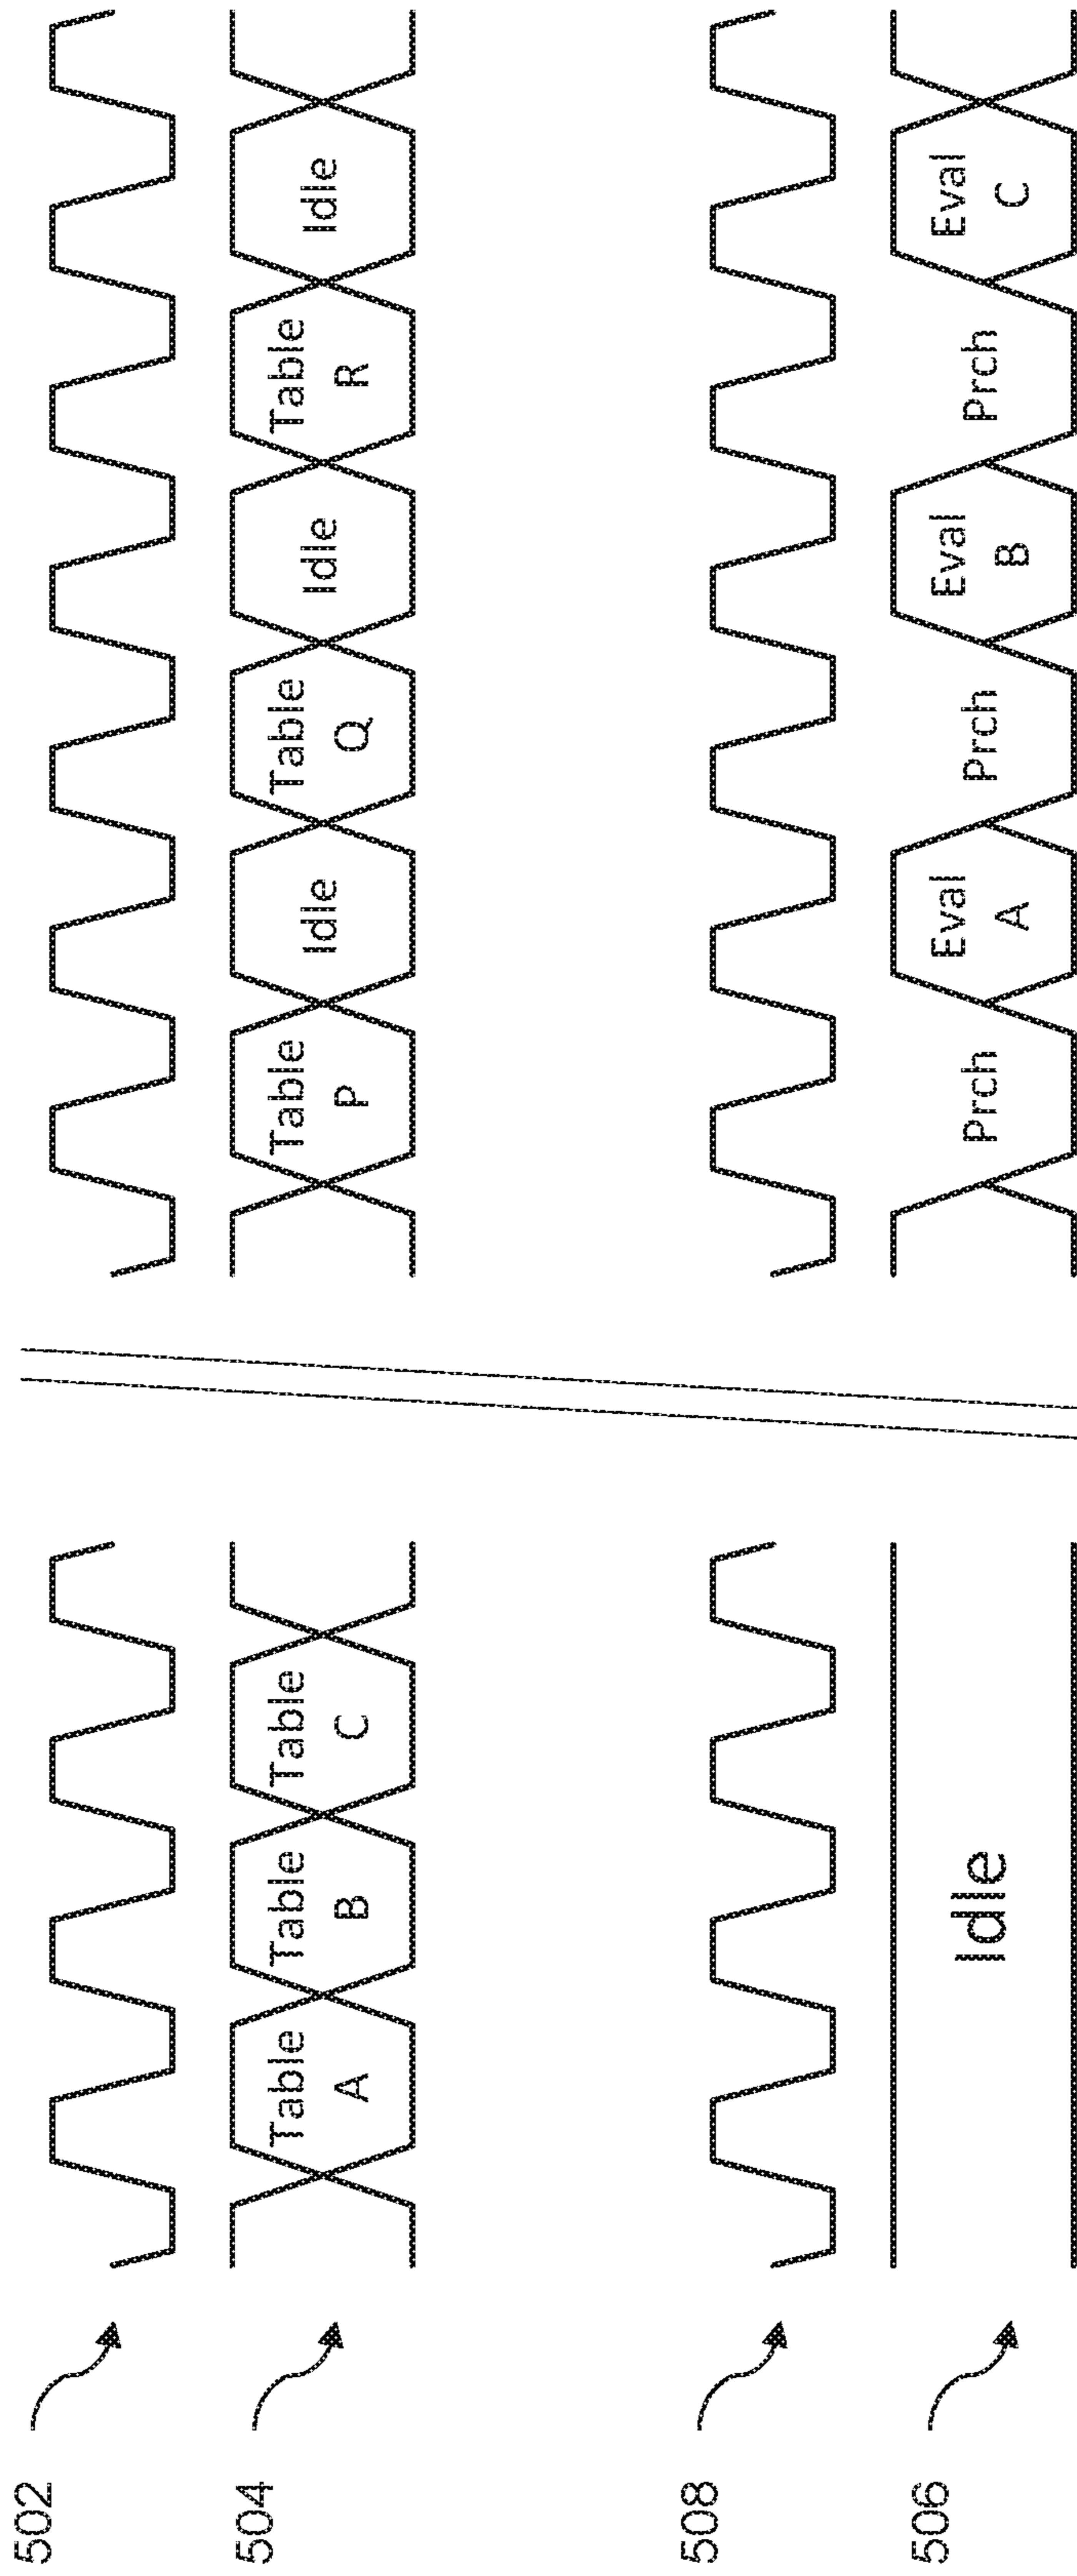 502
504
Table
A
Table
B
Table
C
Table
P
Idle
Table
Q
Idle
Table
R
Idle
508
506
Idle
Prch
Eval
A
Prch
Eval
B
Prch
Eval
C